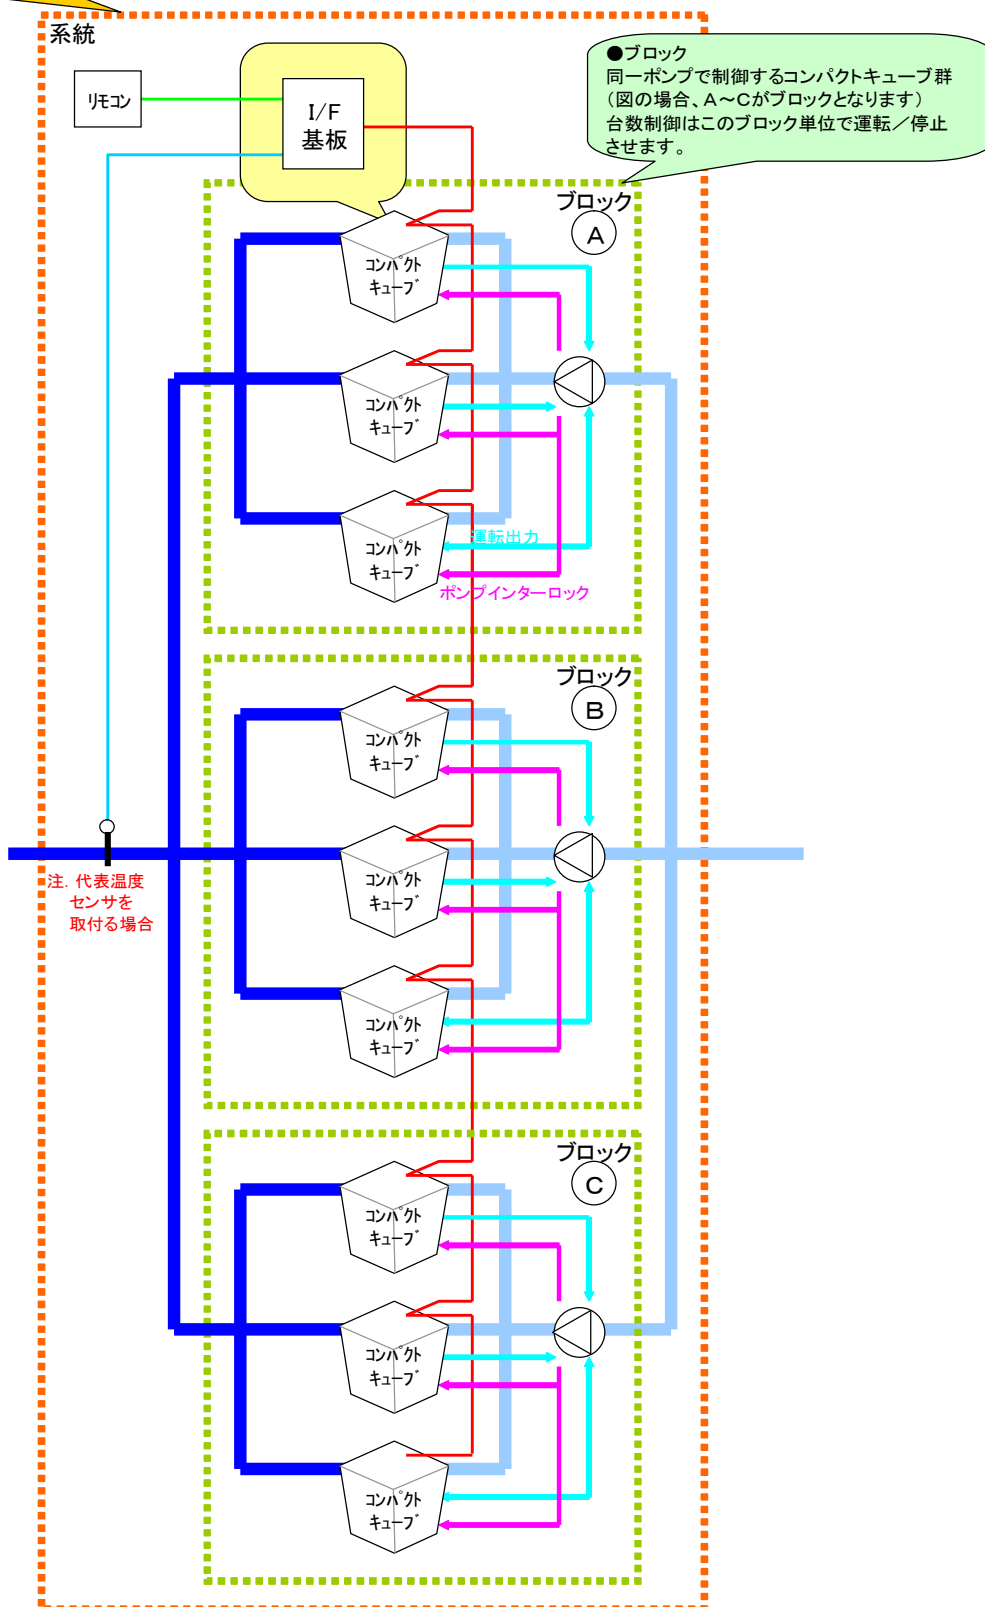 系統
リモコン
I/F
基板
●ブロック
同一ポンプで制御するコンパクトキューブ群
（図の場合、A～Cがブロックとなります）
台数制御はこのブロック単位で運転／停止
させます。
ブロック
A
コンパクト
キューブ
コンパクト
キューブ
コンパクト
キューブ
運転出力
ポンプインターロック
ブロック
B
コンパクト
キューブ
コンパクト
キューブ
コンパクト
キューブ
注．代表温度
センサを
取付る場合
ブロック
C
コンパクト
キューブ
コンパクト
キューブ
コンパクト
キューブ